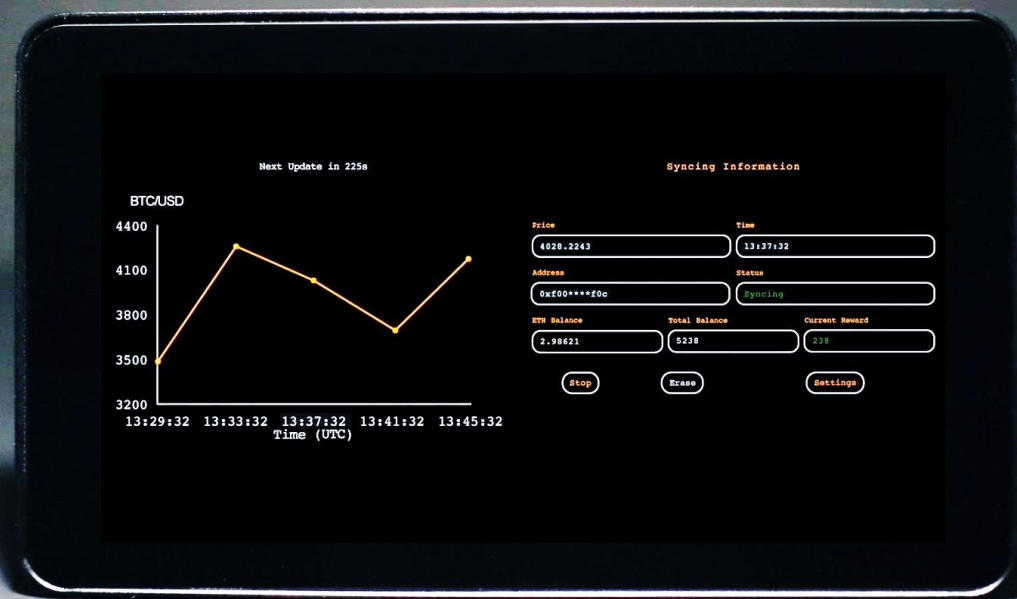 Next Update in 225s
BTC/USD
4400
4100
3800
3500
3200
13:29:32 13:33:32 13:37:32 13:41:32 13:45:32
Time (UTC)
Syncing Information
Price Time
4028.2243 13:37:32
Address Status
0xf00****f0c Syncing
ETH Balance Total Balance Current Reward
2.98621 5238 238
Stop Erase Settings